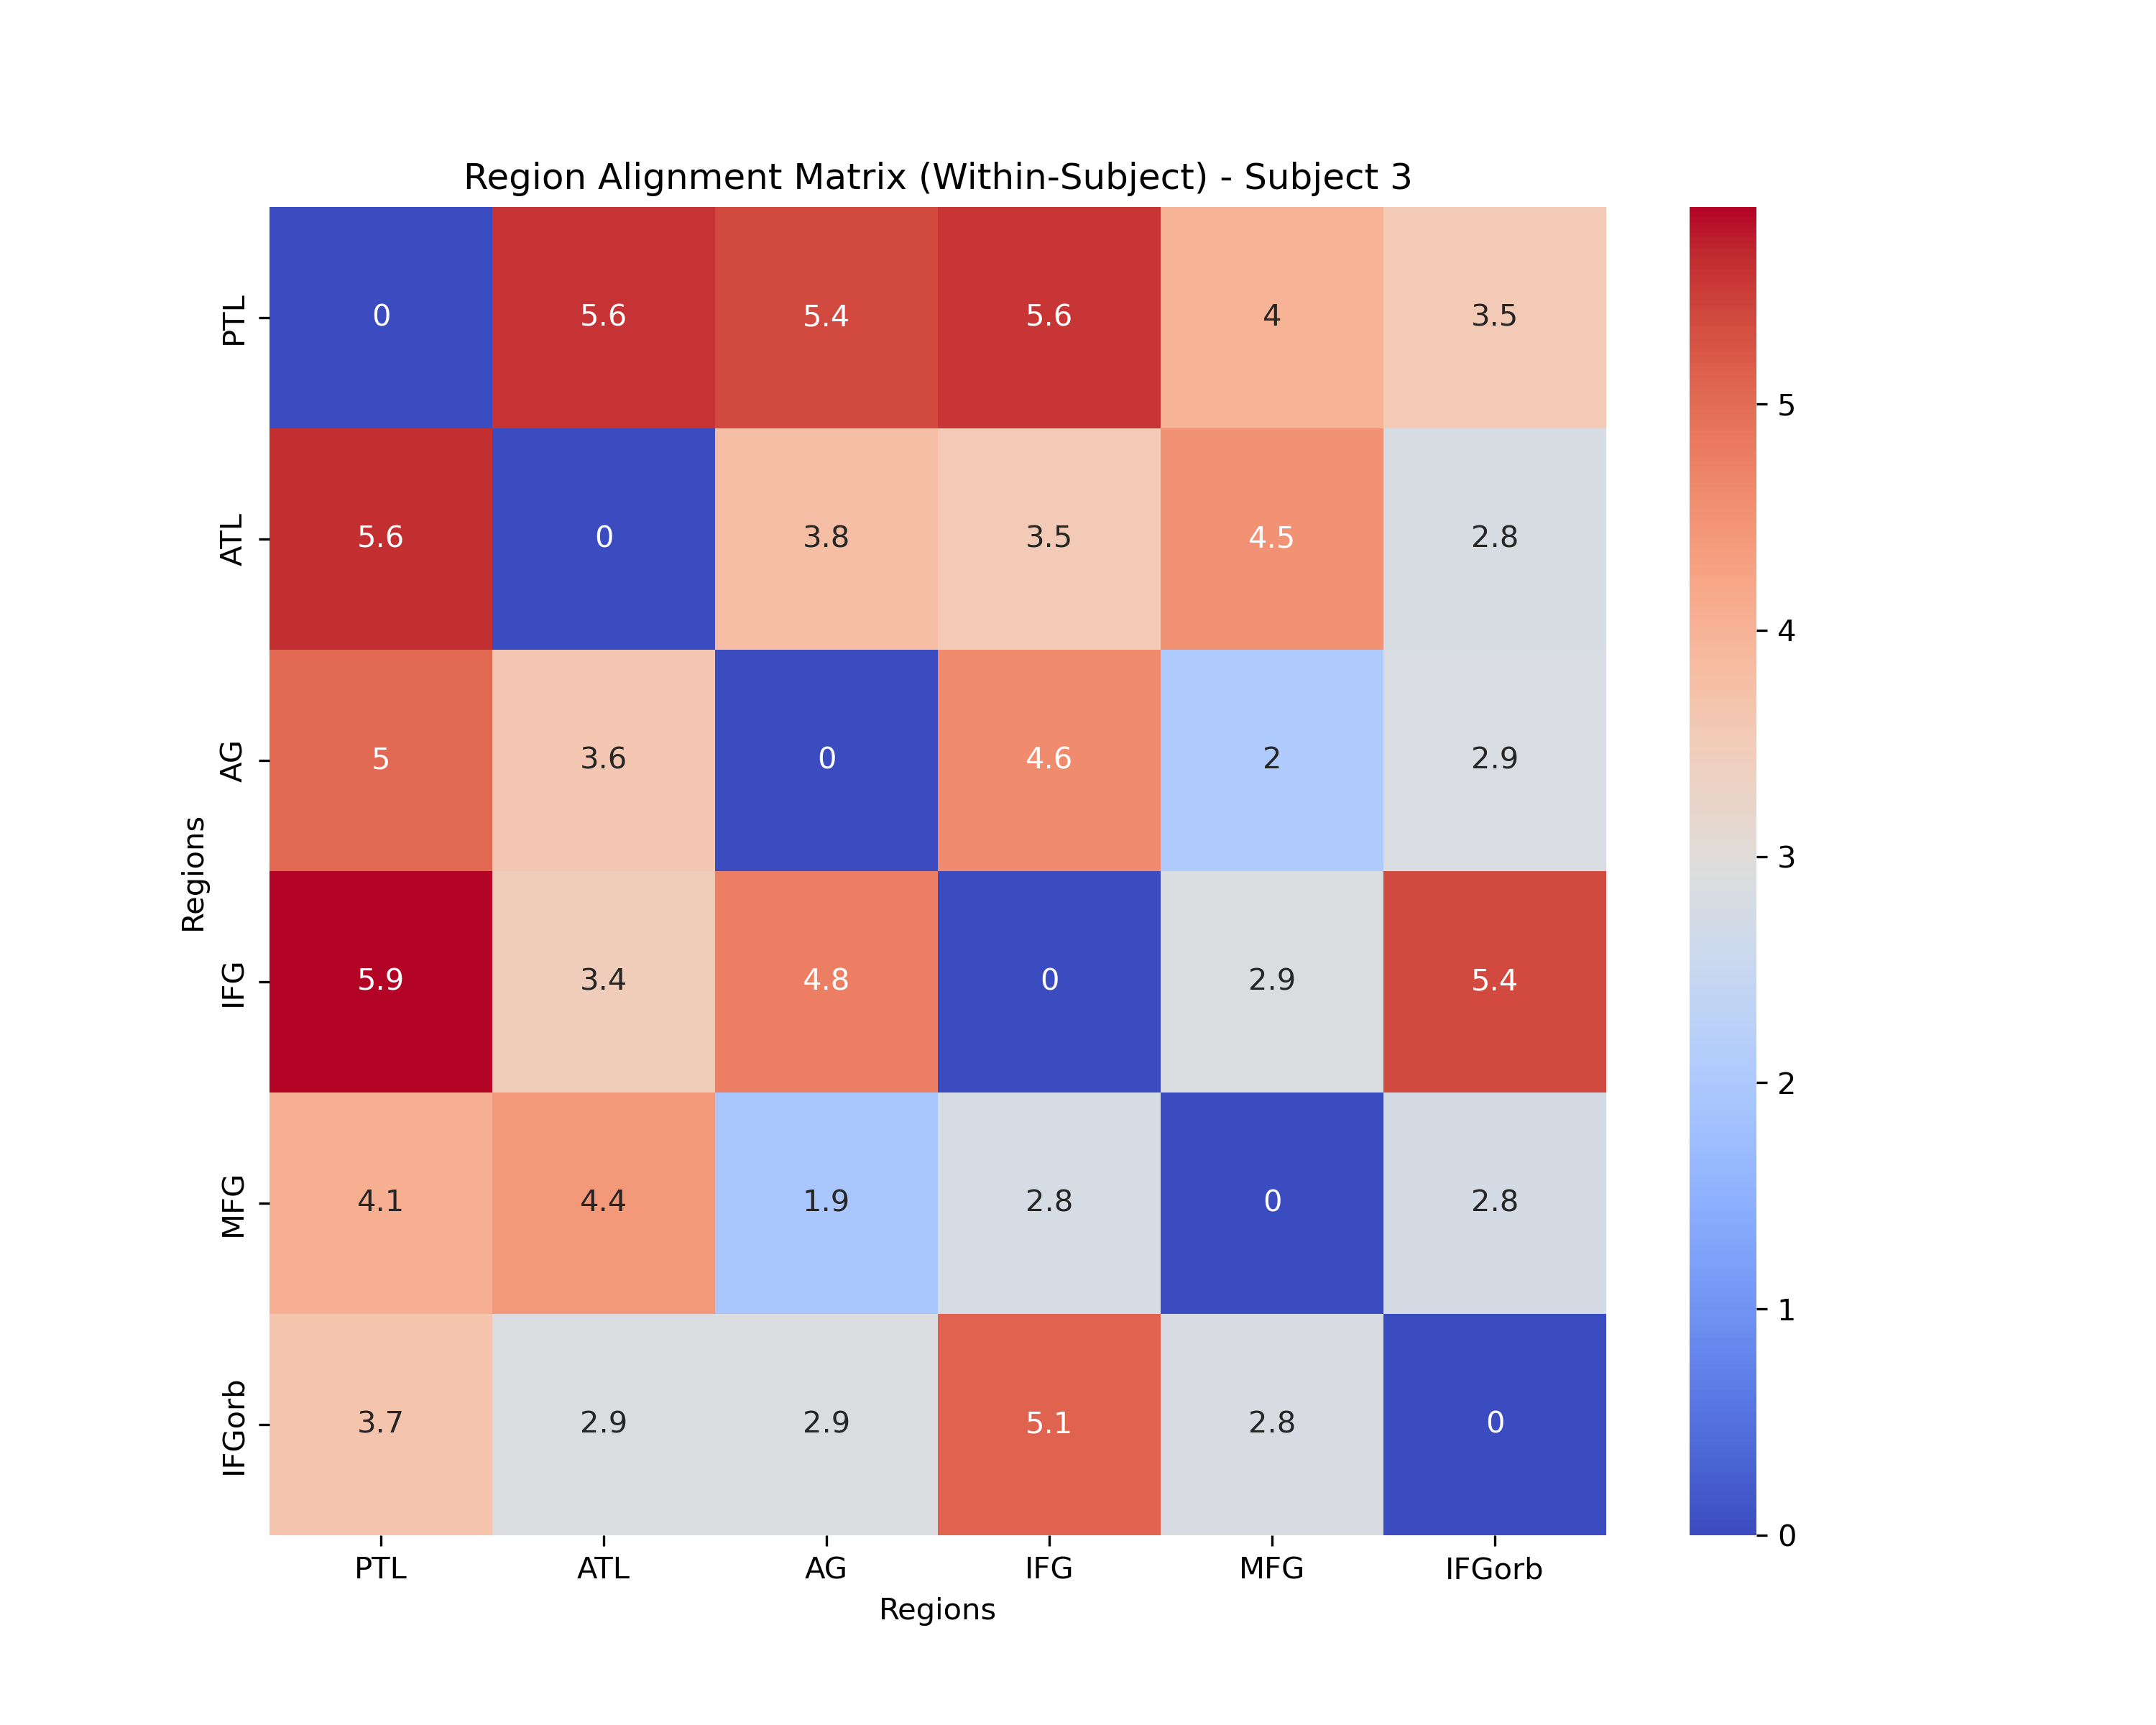 Region Alignment Matrix (Within-Subject) - Subject 3
PTL 0 5.6 5.4 5.6 4 3.5
ATL 5.6 0 3.8 3.5 4.5 2.8
AG 5 3.6 0 4.6 2 2.9
IFG 5.9 3.4 4.8 0 2.9 5.4
MFG 4.1 4.4 1.9 2.8 0 2.8
IFGorb 3.7 2.9 2.9 5.1 2.8 0
PTL ATL AG IFG MFG IFGorb
Regions
Regions
5
4
3
2
1
0